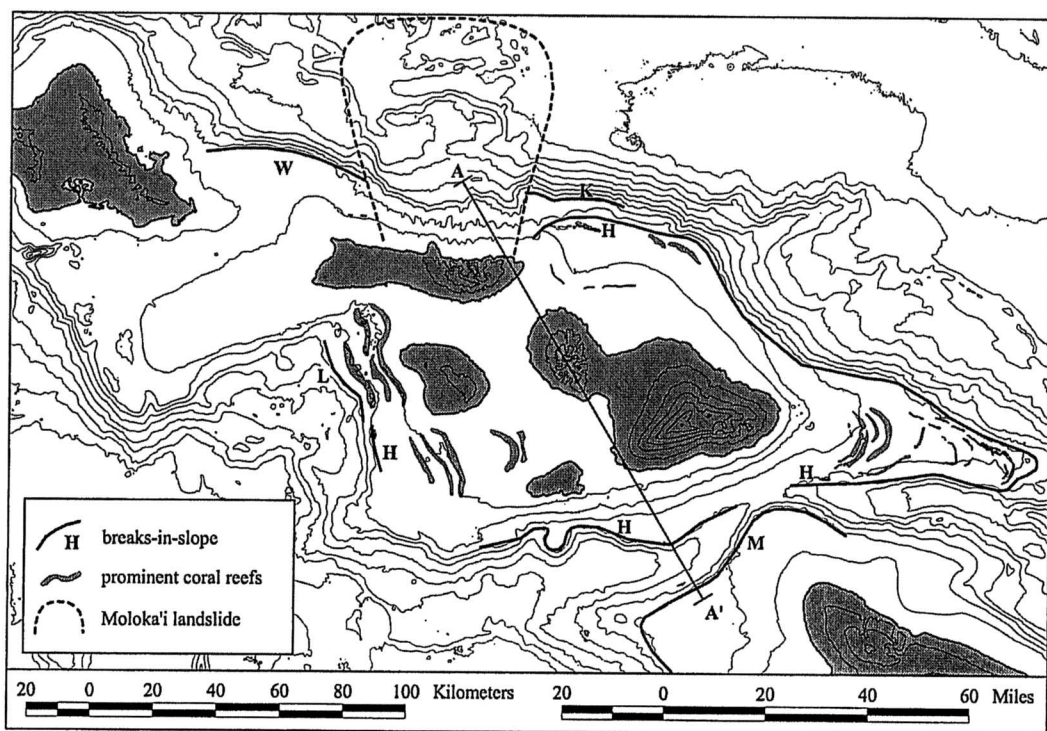 W
A
K
H
L
H
H
H
M
A'
H breaks-in-slope
prominent coral reefs
Moloka'i landslide
20 0 20 40 60 80 100 Kilometers 20 0 20 40 60 Miles